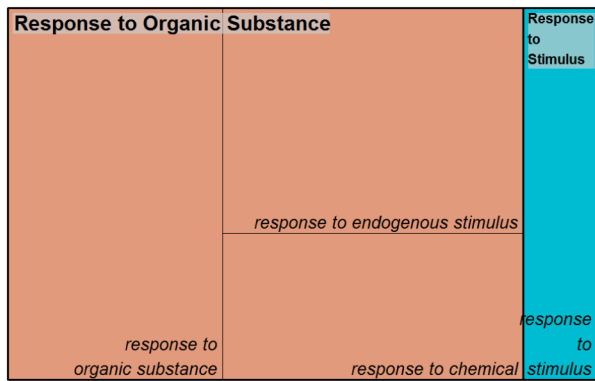 Response to Organic Substance
Response
to
Stimulus
response to endogenous stimulus
response to
organic substance
response to chemical
response
to
stimulus